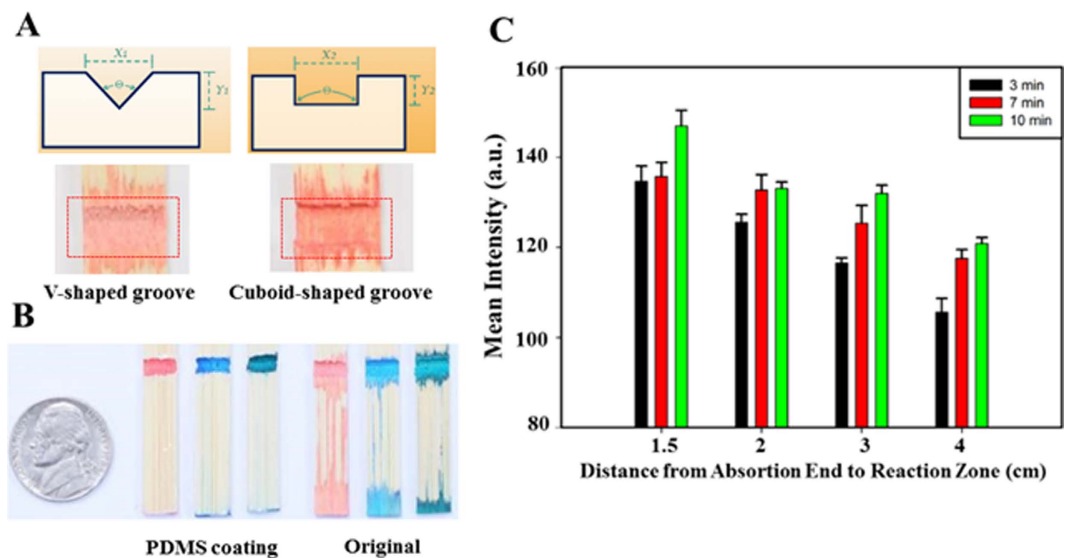 A
X1
Θ
Y1
X2
Θ
Y2
V-shaped groove
Cuboid-shaped groove
B
PDMS coating
Original
C
160
140
120
100
80
Mean Intensity (a.u.)
3 min
7 min
10 min
1.5
2
3
4
Distance from Absortion End to Reaction Zone (cm)